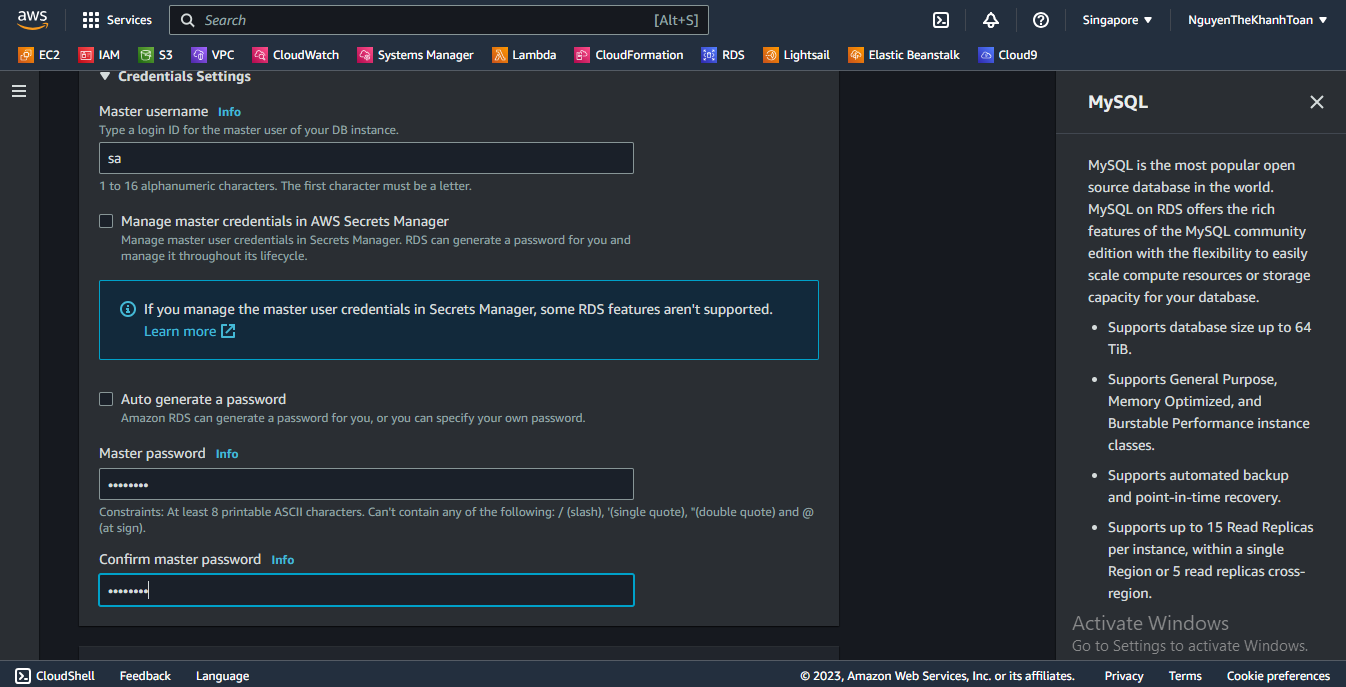 aws
Services
Search
[Alt+S]
Singapore
NguyenTheKhanhToan
EC2
IAM
S3
VPC
CloudWatch
Systems Manager
Lambda
CloudFormation
RDS
Lightsail
Elastic Beanstalk
Cloud9
Credentials Settings
Master username Info
Type a login ID for the master user of your DB instance.
sa
1 to 16 alphanumeric characters. The first character must be a letter.
Manage master credentials in AWS Secrets Manager
Manage master user credentials in Secrets Manager. RDS can generate a password for you and
manage it throughout its lifecycle.
If you manage the master user credentials in Secrets Manager, some RDS features aren't supported.
Learn more
Auto generate a password
Amazon RDS can generate a password for you, or you can specify your own password.
Master password Info
••••••••
Constraints: At least 8 printable ASCII characters. Can't contain any of the following: / (slash), '(single quote), "(double quote) and @
(at sign).
Confirm master password Info
••••••••
MySQL
MySQL is the most popular open
source database in the world.
MySQL on RDS offers the rich
features of the MySQL community
edition with the flexibility to easily
scale compute resources or storage
capacity for your database.
• Supports database size up to 64
TiB.
• Supports General Purpose,
Memory Optimized, and
Burstable Performance instance
classes.
• Supports automated backup
and point-in-time recovery.
• Supports up to 15 Read Replicas
per instance, within a single
Region or 5 read replicas cross-
region.
Activate Windows
Go to Settings to activate Windows.
CloudShell
Feedback
Language
© 2023, Amazon Web Services, Inc. or its affiliates.
Privacy
Terms
Cookie preferences